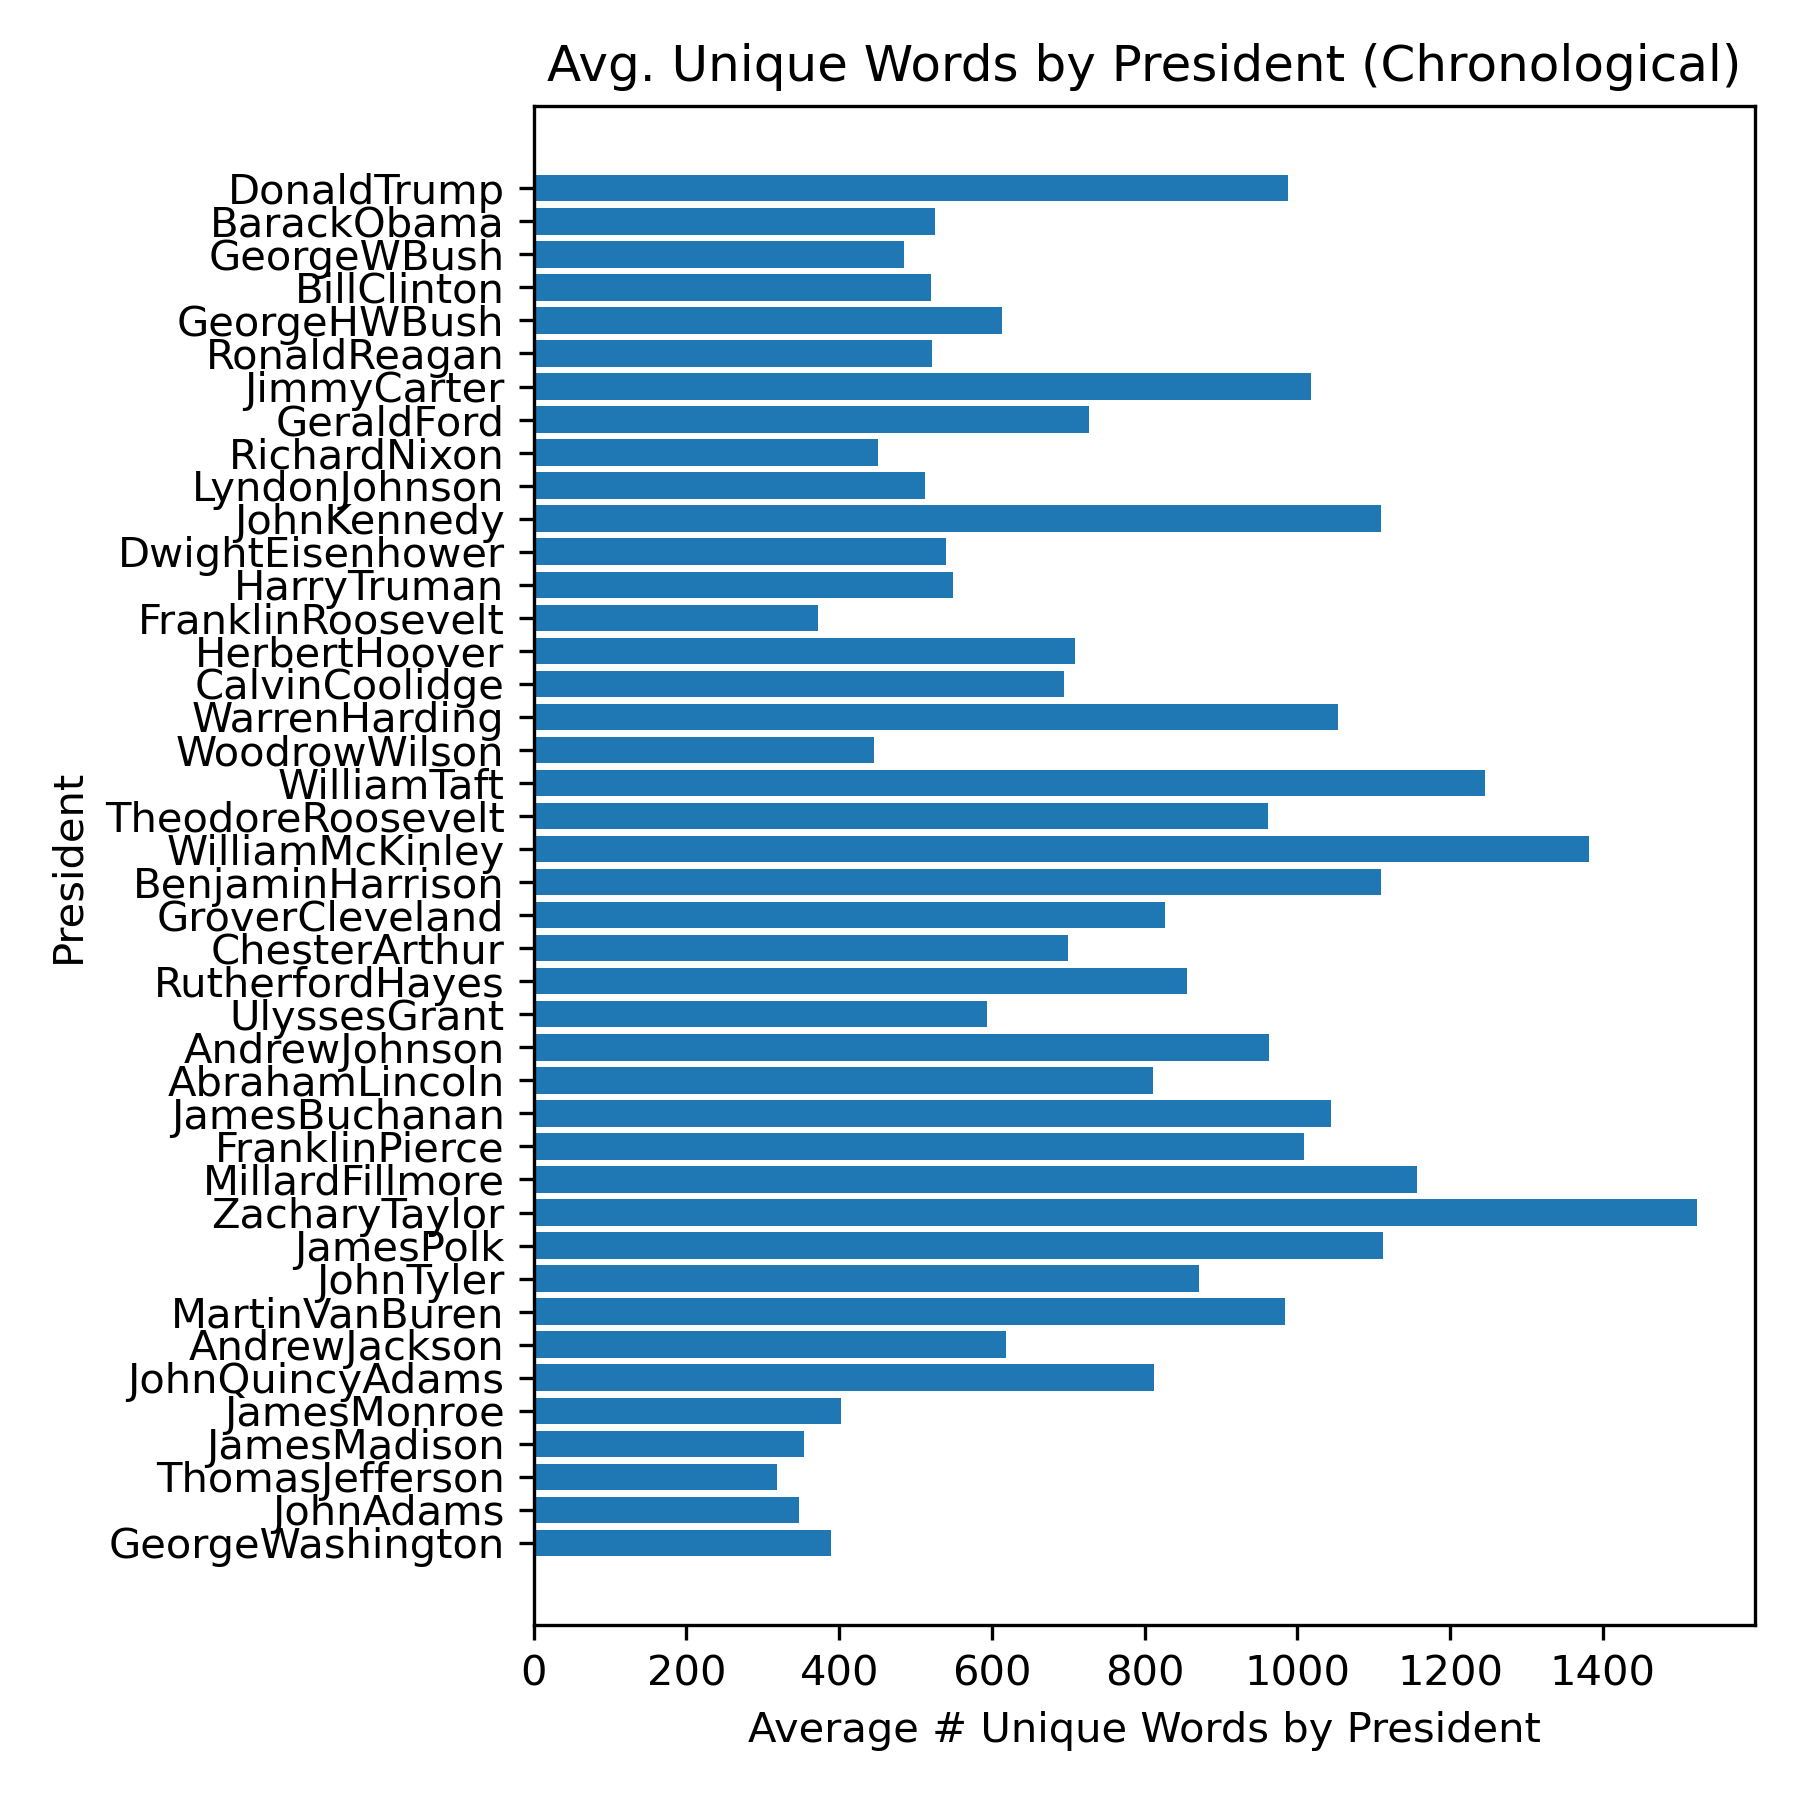 Avg. Unique Words by President (Chronological)
DonaldTrump
BarackObama
GeorgeWBush
BillClinton
GeorgeHWBush
RonaldReagan
JimmyCarter
GeraldFord
RichardNixon
LyndonJohnson
JohnKennedy
DwightEisenhower
HarryTruman
FranklinRoosevelt
HerbertHoover
CalvinCoolidge
WarrenHarding
WoodrowWilson
WilliamTaft
TheodoreRoosevelt
WilliamMcKinley
BenjaminHarrison
GroverCleveland
ChesterArthur
RutherfordHayes
UlyssesGrant
AndrewJohnson
AbrahamLincoln
JamesBuchanan
FranklinPierce
MillardFillmore
ZacharyTaylor
JamesPolk
JohnTyler
MartinVanBuren
AndrewJackson
JohnQuincyAdams
JamesMonroe
JamesMadison
ThomasJefferson
JohnAdams
GeorgeWashington
President
0 200 400 600 800 1000 1200 1400
Average # Unique Words by President